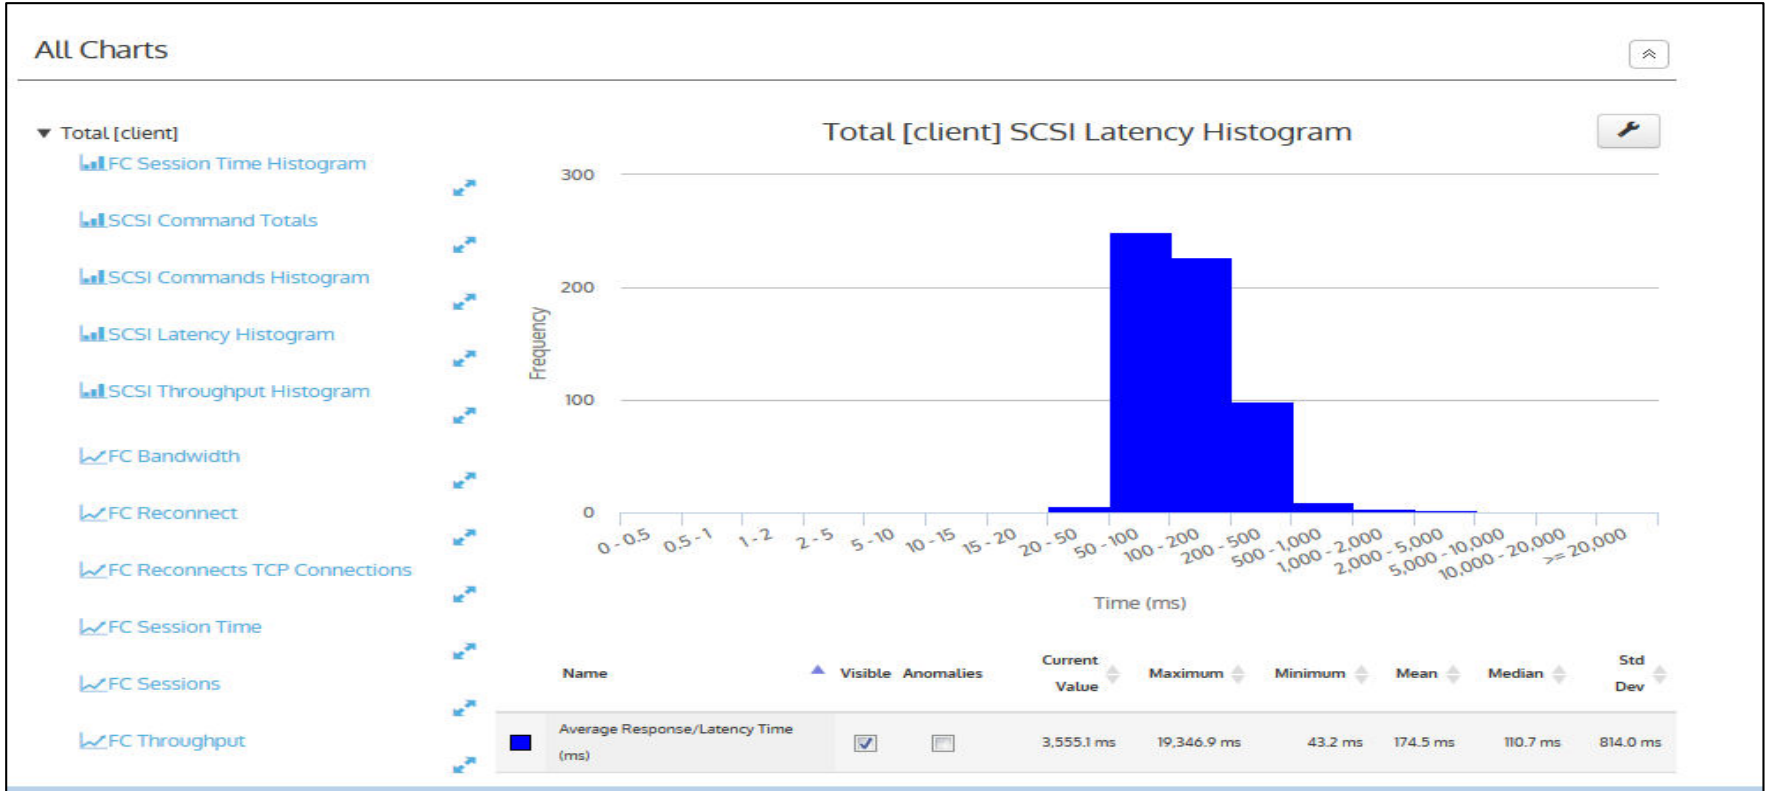 All Charts
Total [client]
FC Session Time Histogram
SCSI Command Totals
SCSI Commands Histogram
SCSI Latency Histogram
SCSI Throughput Histogram
FC Bandwidth
FC Reconnect
FC Reconnects TCP Connections
FC Session Time
FC Sessions
FC Throughput
Total [client] SCSI Latency Histogram
300
200
100
0
Frequency
0 - 0.5
0.5 - 1
1 - 2
2 - 5
5 - 10
10 - 15
15 - 20
20 - 50
50 - 100
100 - 200
200 - 500
500 - 1,000
1,000 - 2,000
2,000 - 5,000
5,000 - 10,000
10,000 - 20,000
>= 20,000
Time (ms)
Name Visible Anomalies Current Value Maximum Minimum Mean Median Std Dev
Average Response/Latency Time (ms) 3,555.1 ms 19,346.9 ms 43.2 ms 174.5 ms 110.7 ms 814.0 ms